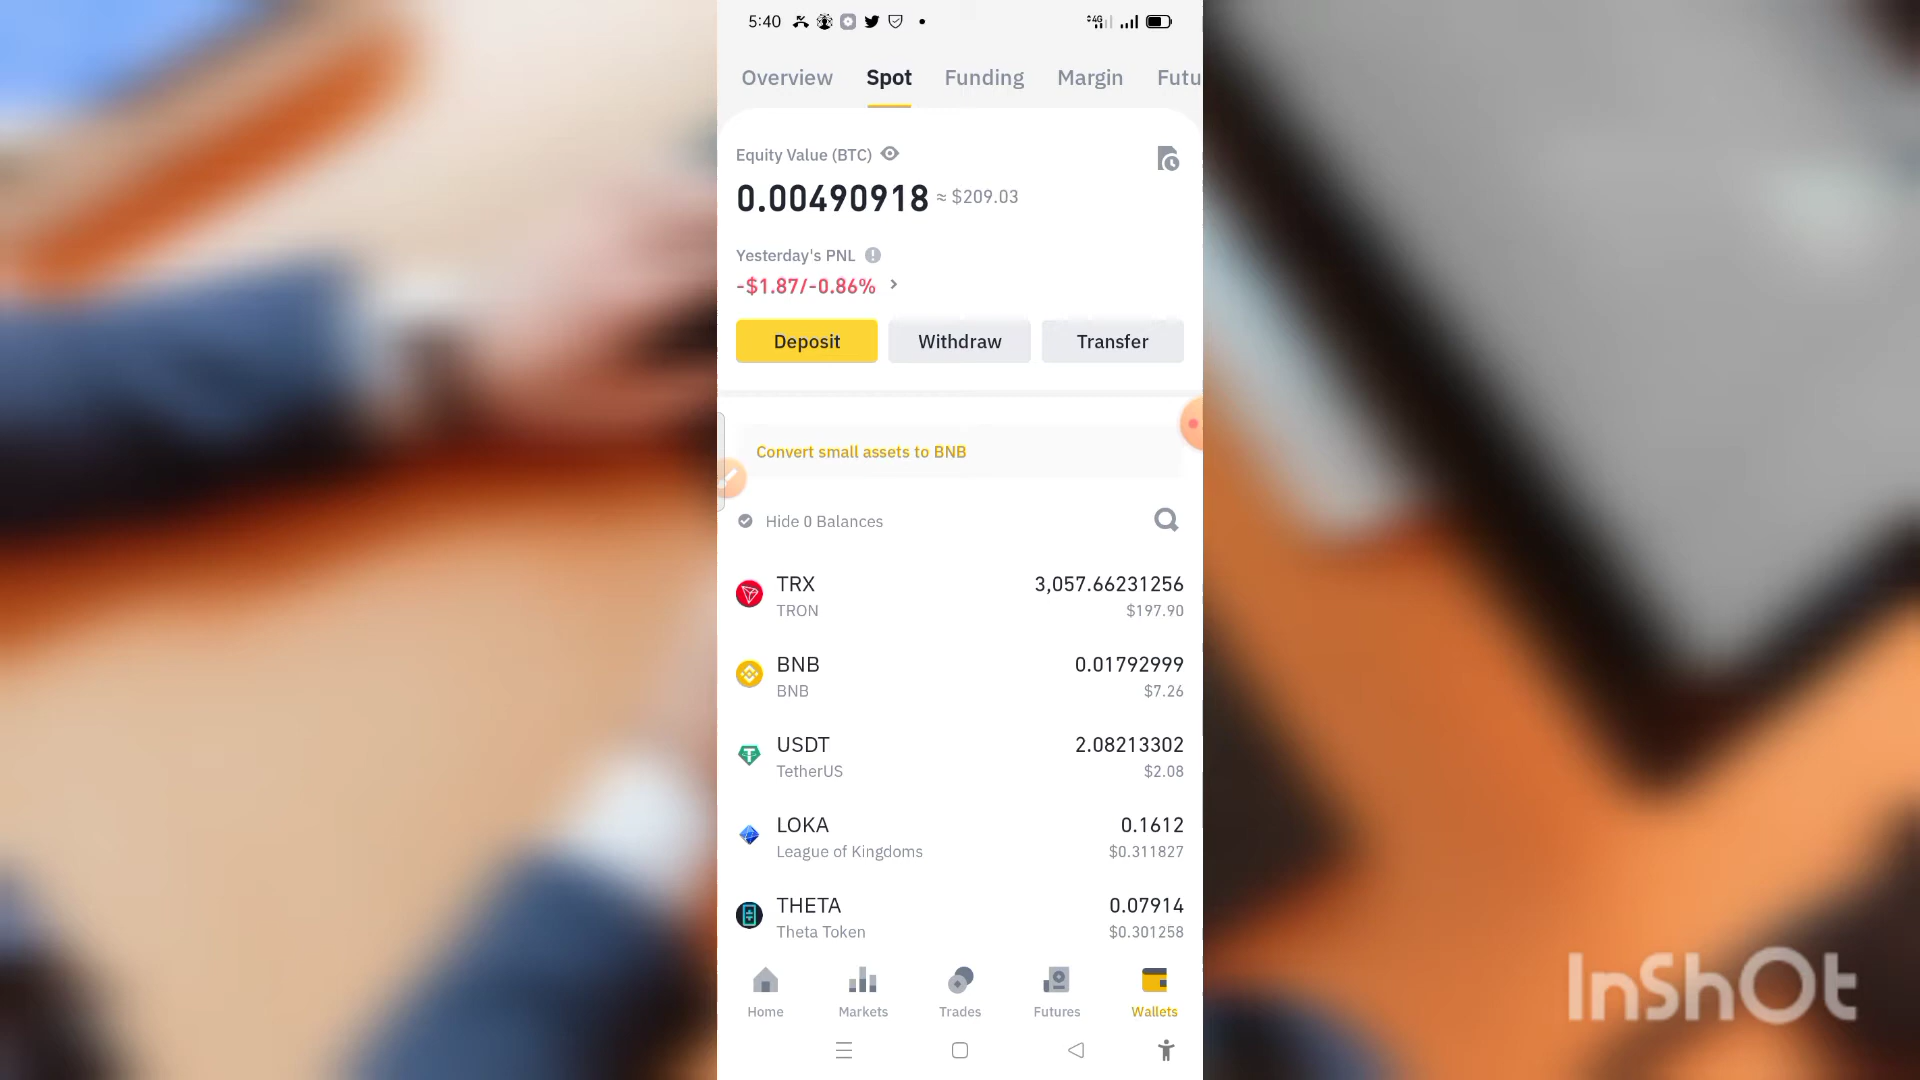 5:40
4G
Overview Spot Funding Margin Futu
Equity Value (BTC)
0.00490918 ≈ $209.03
Yesterday's PNL
-$1.87/-0.86%
Deposit Withdraw Transfer
Convert small assets to BNB
Hide 0 Balances
TRX 3,057.66231256
TRON $197.90
BNB 0.01792999
BNB $7.26
USDT 2.08213302
TetherUS $2.08
LOKA 0.1612
League of Kingdoms $0.311827
THETA 0.07914
Theta Token $0.301258
Home Markets Trades Futures Wallets
InShOt